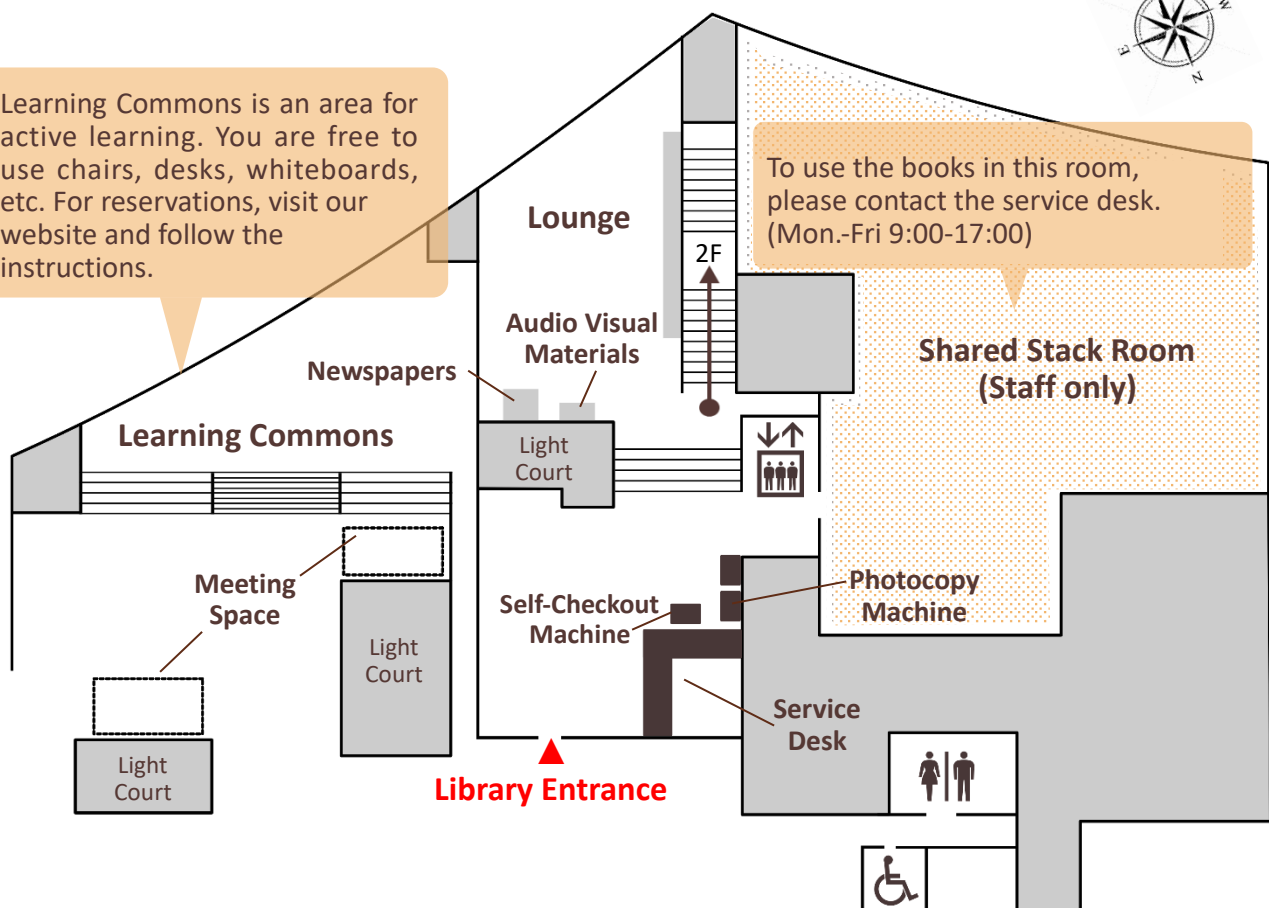 W
E
N
Learning Commons is an area for
active learning. You are free to
use chairs, desks, whiteboards,
etc. For reservations, visit our
website and follow the
instructions.
To use the books in this room,
please contact the service desk.
(Mon.-Fri 9:00-17:00)
Lounge
2F
Audio Visual
Materials
Newspapers
Shared Stack Room
(Staff only)
Learning Commons
Light
Court
Meeting
Space
Self-Checkout
Machine
Photocopy
Machine
Light
Court
Service
Desk
Light
Court
Library Entrance